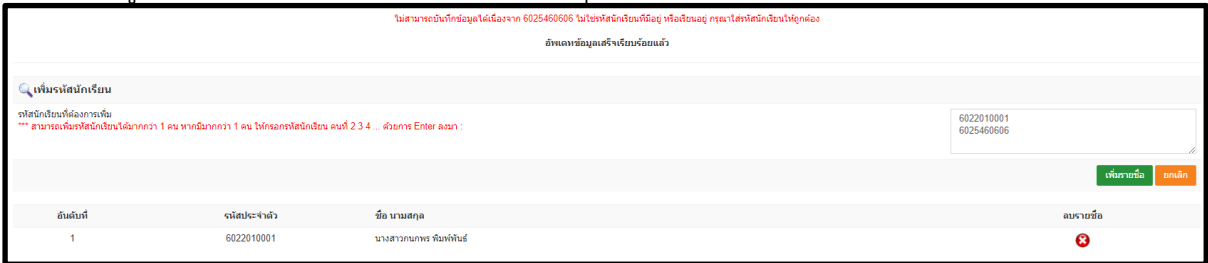 ไม่สามารถบันทึกข้อมูลได้เนื่องจาก 6025460606 ไม่ใช่รหัสนักเรียนที่มีอยู่ หรือเรียนอยู่ กรุณาใส่รหัสนักเรียนให้ถูกต้อง
อัพเดทข้อมูลเสร็จเรียบร้อยแล้ว
เพิ่มรหัสนักเรียน
รหัสนักเรียนที่ต้องการเพิ่ม
*** สามารถเพิ่มรหัสนักเรียนได้มากกว่า 1 คน หากมีมากกว่า 1 คน ให้กรอกรหัสนักเรียน คนที่ 2 3 4 ... ด้วยการ Enter ลงมา :
6022010001
6025460606
เพิ่มรายชื่อ ยกเลิก
อันดับที่ รหัสประจำตัว ชื่อ นามสกุล ลบรายชื่อ
1 6022010001 นางสาวกนกพร พิมพ์พันธ์